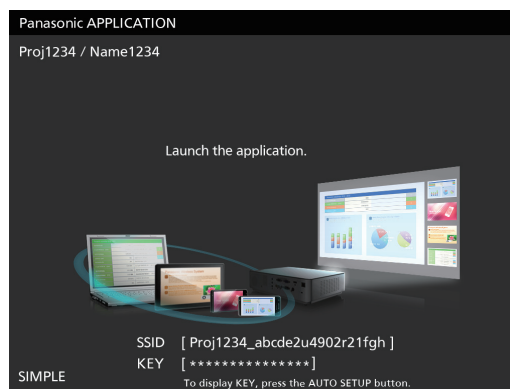 Panasonic APPLICATION
Proj1234 / Name1234
Launch the application.
SSID [ Proj1234_abcde2u4902r21fgh ]
KEY [ *************** ]
SIMPLE
To display KEY, press the AUTO SETUP button.